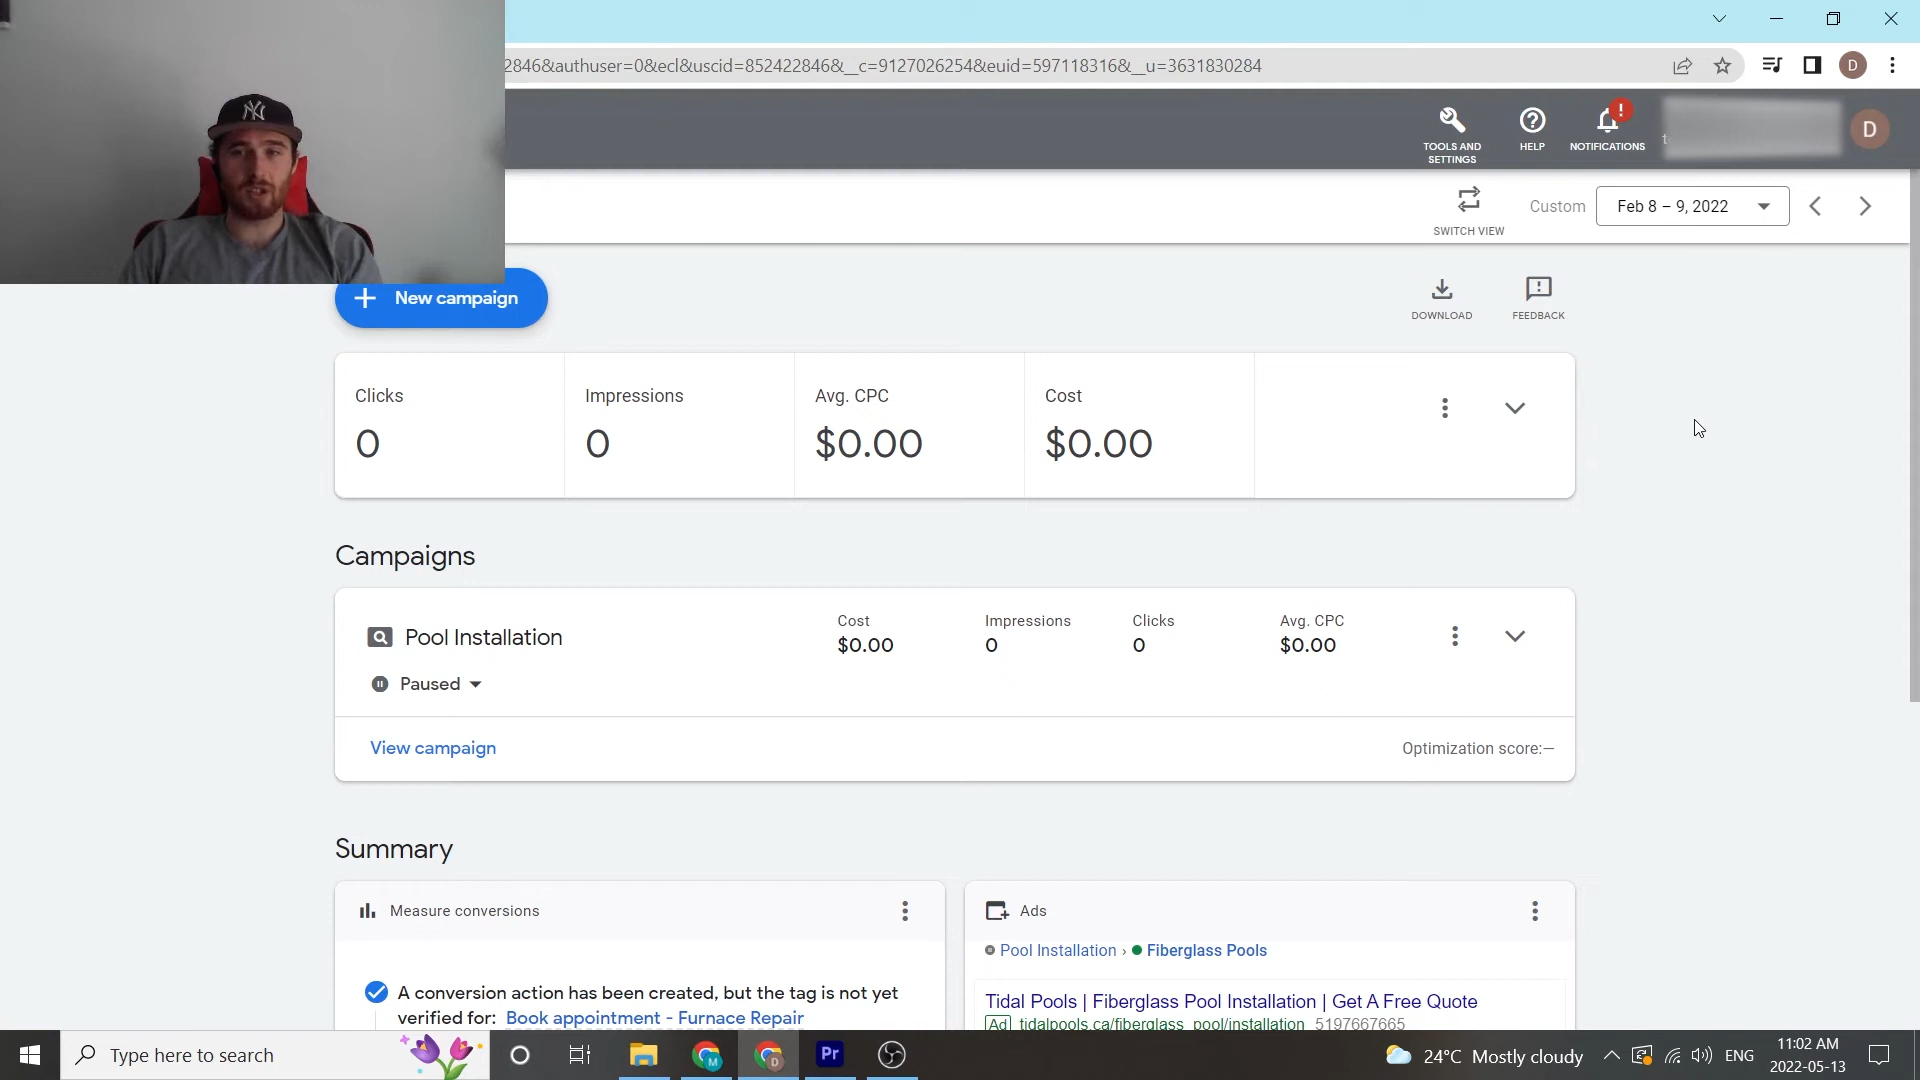 2846&authuser=0&ecl&uscid=852422846&__c=9127026254&euid=597118316&__u=3631830284
D
NY
TOOLS AND
SETTINGS
HELP
NOTIFICATIONS
D
SWITCH VIEW
Custom
Feb 8 – 9, 2022
New campaign
DOWNLOAD
FEEDBACK
Clicks
0
Impressions
0
Avg. CPC
$0.00
Cost
$0.00
Campaigns
Pool Installation
Cost
$0.00
Impressions
0
Clicks
0
Avg. CPC
$0.00
Paused
View campaign
Optimization score:—
Summary
Measure conversions
A conversion action has been created, but the tag is not yet
verified for: Book appointment - Furnace Repair
Ads
Pool Installation › Fiberglass Pools
Tidal Pools | Fiberglass Pool Installation | Get A Free Quote
Ad tidalpools.ca/fiberglass_pool/installation 5197667665
Type here to search
M
D
Pr
24°C Mostly cloudy
ENG
11:02 AM
2022-05-13